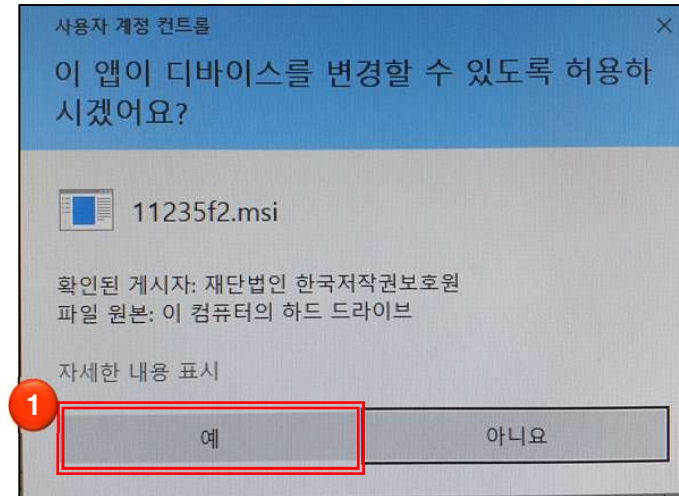 사용자 계정 컨트롤
이 앱이 디바이스를 변경할 수 있도록 허용하
시겠어요?
11235f2.msi
확인된 게시자: 재단법인 한국저작권보호원
파일 원본: 이 컴퓨터의 하드 드라이브
자세한 내용 표시
1
예
아니요